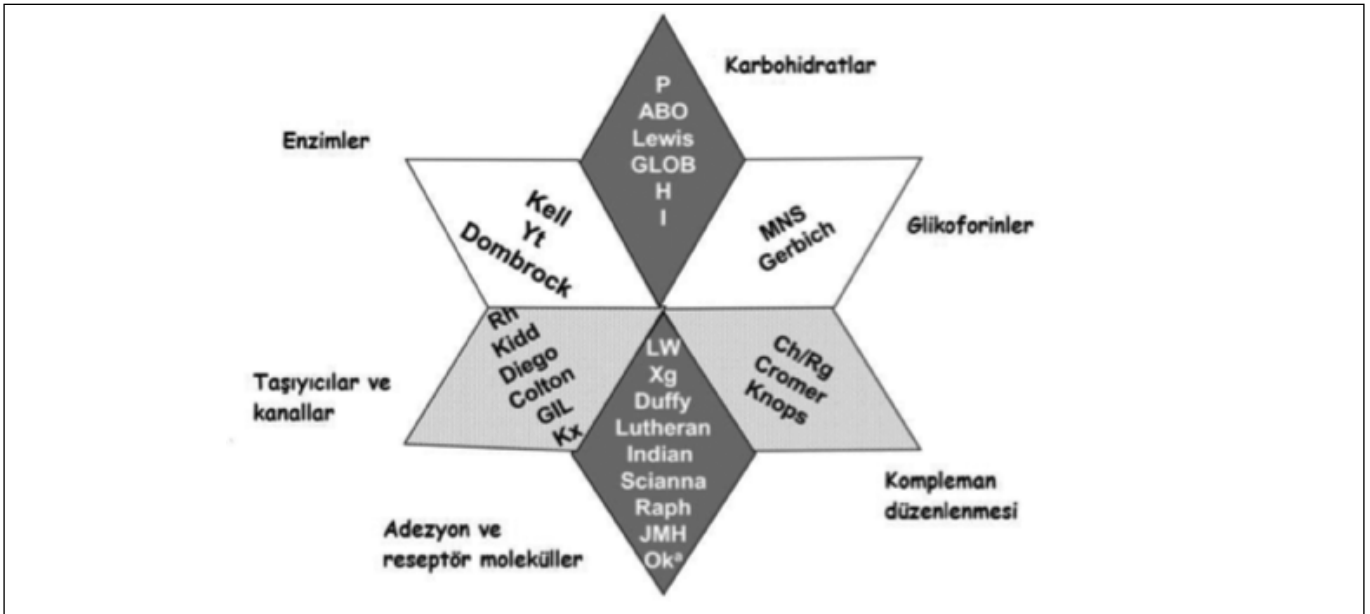 Karbohidratlar
P
ABO
Lewis
GLOB
H
I
Enzimler
Kell
Yt
Dombrock
MNS
Gerbich
Glikoforinler
Taşıyıcılar ve
kanallar
Rh
Kidd
Diego
Colton
GIL
Kx
LW
Xg
Duffy
Lutheran
Indian
Scianna
Raph
JMH
Okª
Ch/Rg
Cromer
Knops
Kompleman
düzenlenmesi
Adezyon ve
reseptör moleküller